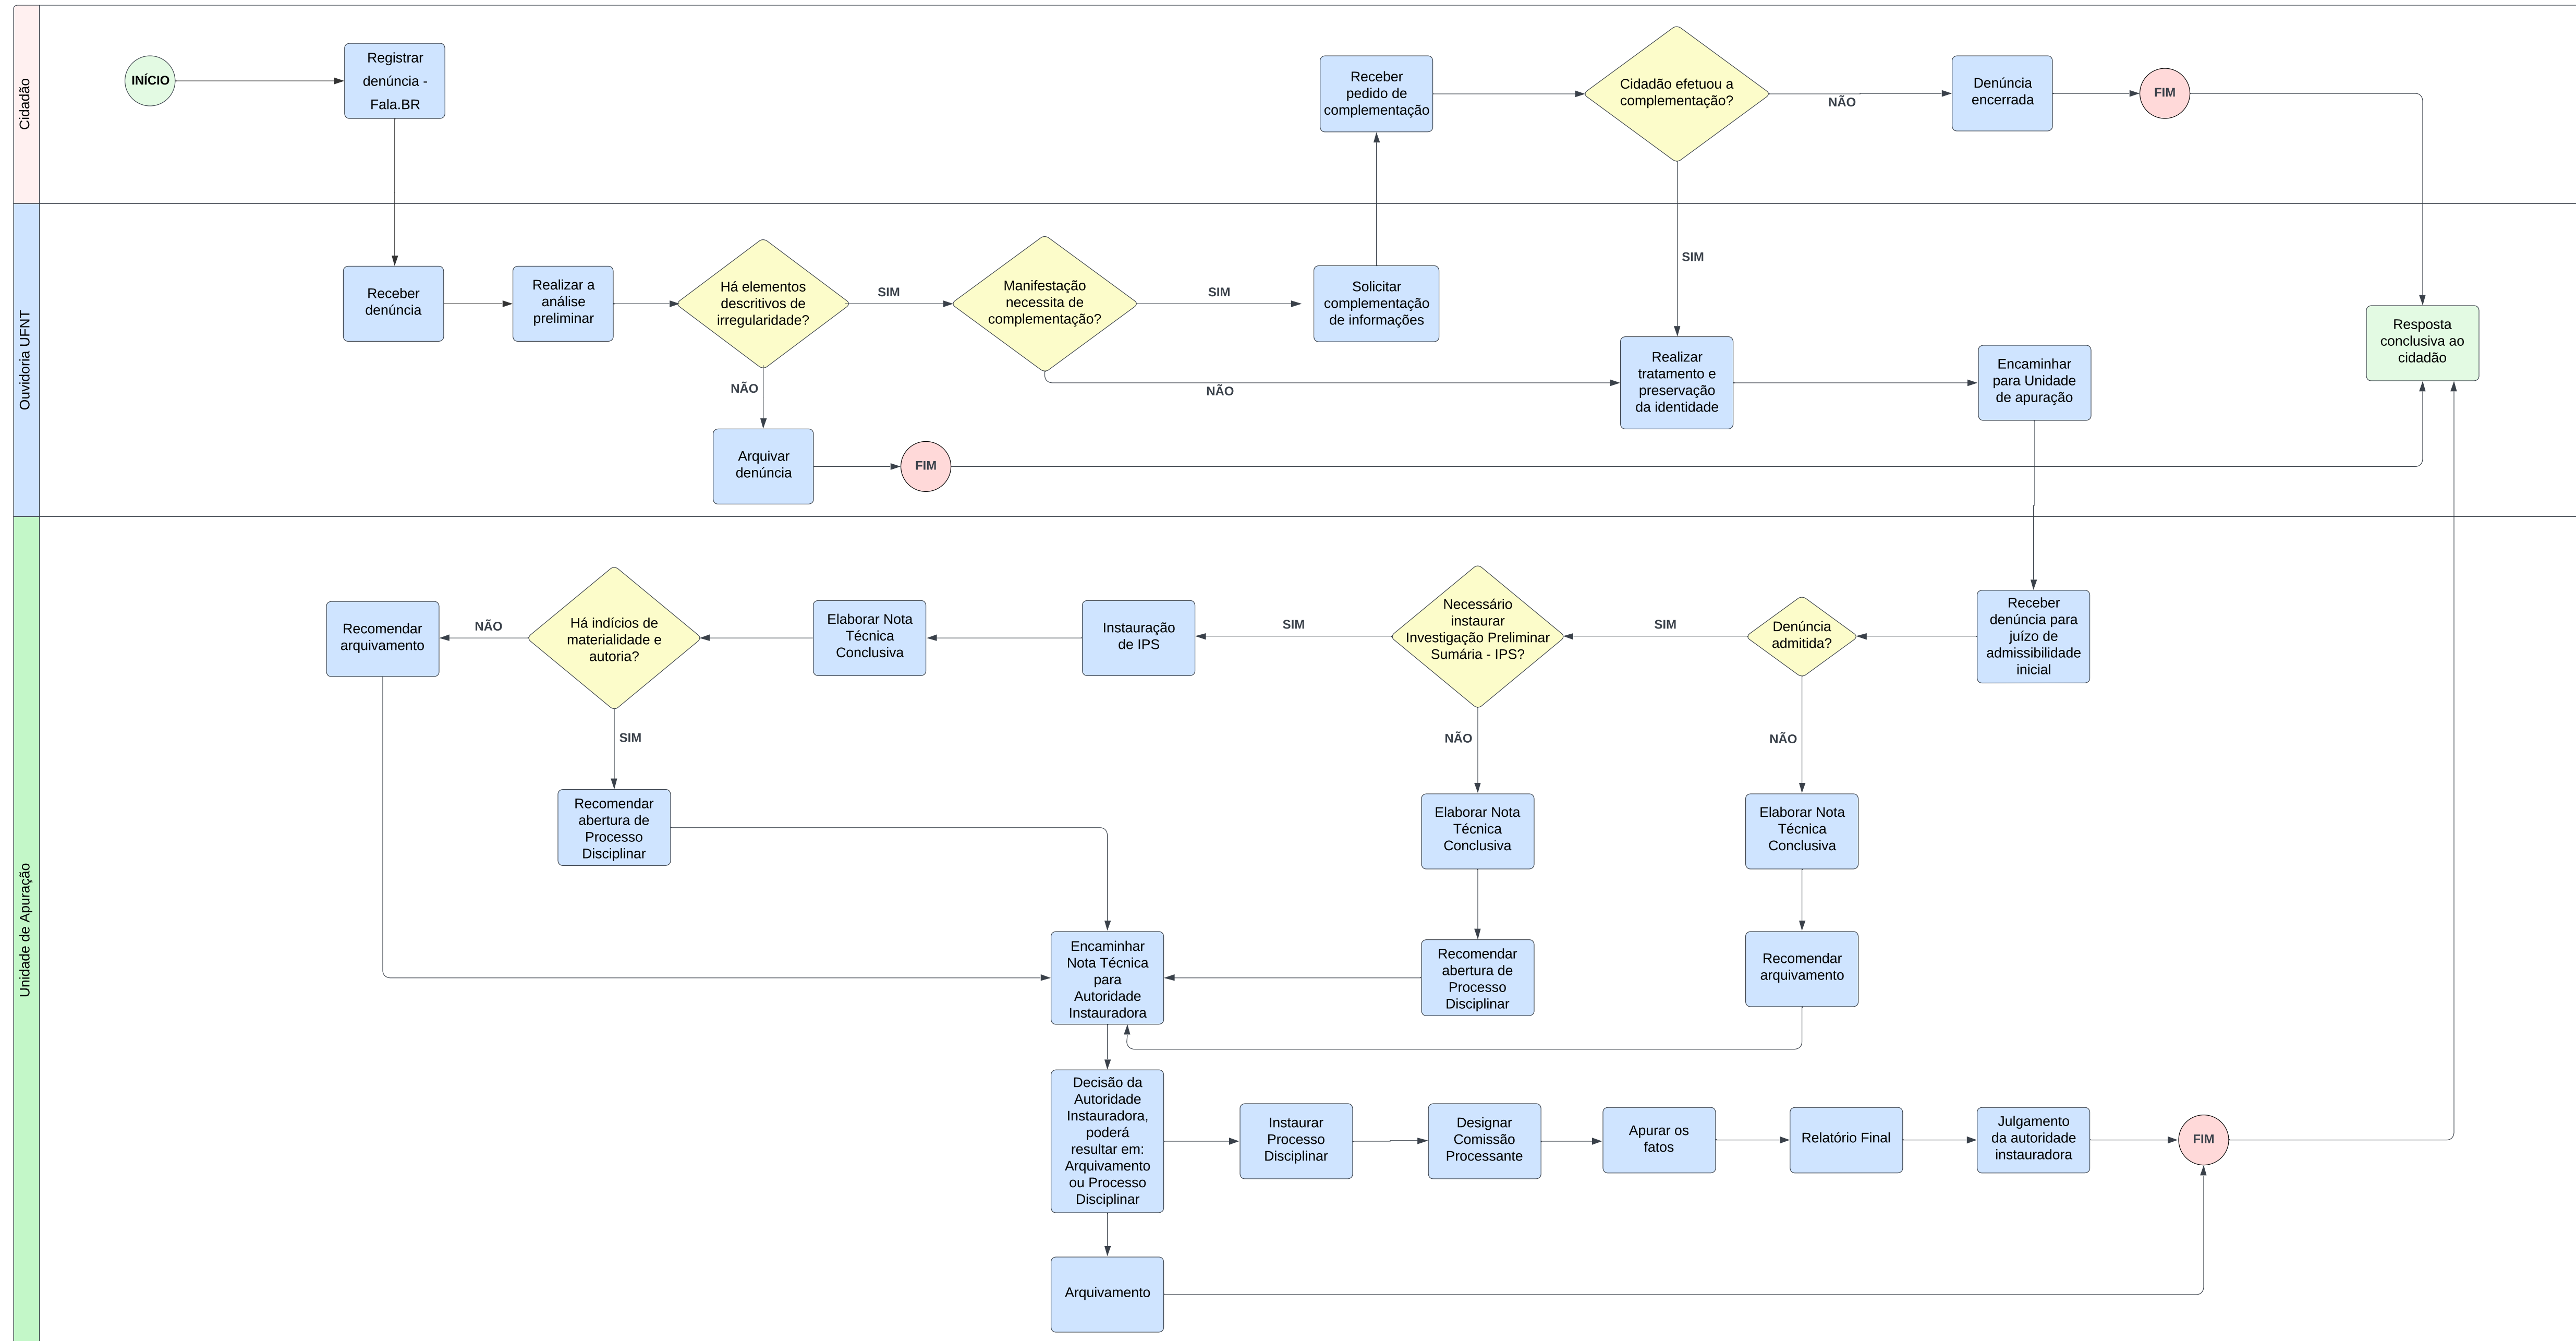 Cidadão
INÍCIO
Registrar
denúncia -
Fala.BR
Receber
pedido de
complementação
Cidadão efetuou a
complementação?
NÃO
Denúncia
encerrada
FIM
Ouvidoria UFNT
Receber
denúncia
Realizar a
análise
preliminar
Há elementos
descritivos de
irregularidade?
SIM
NÃO
Manifestação
necessita de
complementação?
SIM
NÃO
Solicitar
complementação
de informações
SIM
Realizar
tratamento e
preservação
da identidade
Encaminhar
para Unidade
de apuração
Resposta
conclusiva ao
cidadão
Arquivar
denúncia
FIM
Unidade de Apuração
Recomendar
arquivamento
NÃO
Há indícios de
materialidade e
autoria?
SIM
Elaborar Nota
Técnica
Conclusiva
Instauração
de IPS
SIM
Necessário
instaurar
Investigação Preliminar
Sumária - IPS?
NÃO
SIM
Denúncia
admitida?
NÃO
Receber
denúncia para
juízo de
admissibilidade
inicial
Recomendar
abertura de
Processo
Disciplinar
Elaborar Nota
Técnica
Conclusiva
Elaborar Nota
Técnica
Conclusiva
Encaminhar
Nota Técnica
para
Autoridade
Instauradora
Recomendar
abertura de
Processo
Disciplinar
Recomendar
arquivamento
Decisão da
Autoridade
Instauradora,
poderá
resultar em:
Arquivamento
ou Processo
Disciplinar
Instaurar
Processo
Disciplinar
Designar
Comissão
Processante
Apurar os
fatos
Relatório Final
Julgamento
da autoridade
instauradora
FIM
Arquivamento